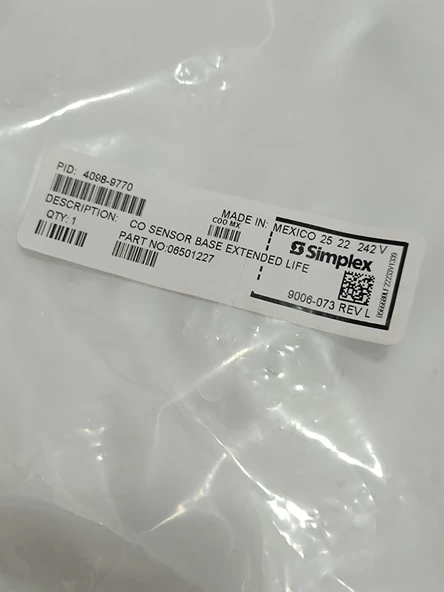 PID: 4098-9770
MADE IN: MEXICO 25 22 242 V
COO MX
DESCRIPTION: CO SENSOR BASE EXTENDED LIFE
QTY: 1
PART NO:06501227
Simplex
9006-073 REV L